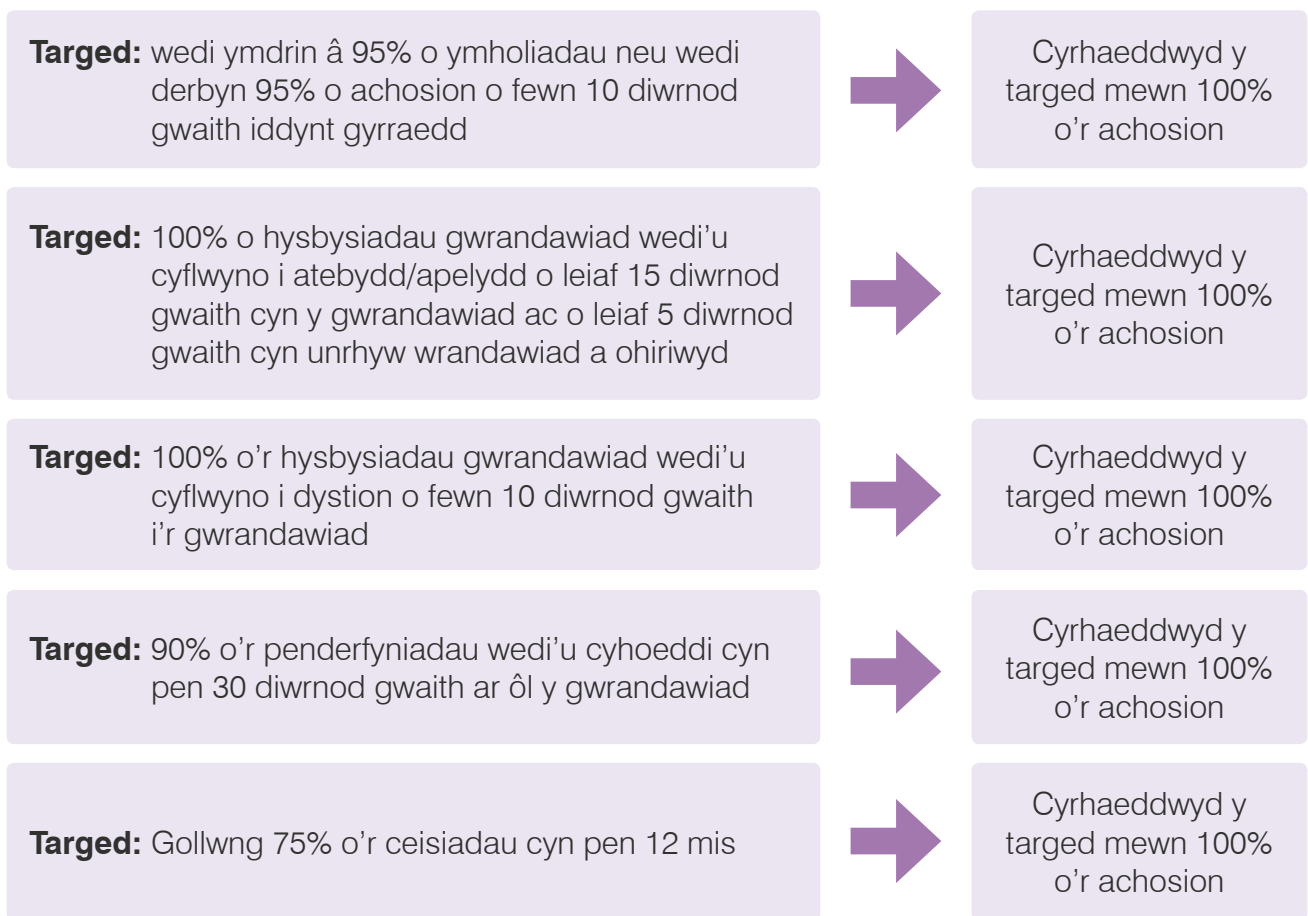 Targed: wedi ymdrin â 95% o ymholiadau neu wedi
derbyn 95% o achosion o fewn 10 diwrnod
gwaith iddynt gyrraedd
Cyrhaeddwyd y
targed mewn 100%
o’r achosion
Targed: 100% o hysbysiadau gwrandawiad wedi’u
cyflwyno i atebydd/apelydd o leiaf 15 diwrnod
gwaith cyn y gwrandawiad ac o leiaf 5 diwrnod
gwaith cyn unrhyw wrandawiad a ohiriwyd
Cyrhaeddwyd y
targed mewn 100%
o’r achosion
Targed: 100% o’r hysbysiadau gwrandawiad wedi’u
cyflwyno i dystion o fewn 10 diwrnod gwaith
i’r gwrandawiad
Cyrhaeddwyd y
targed mewn 100%
o’r achosion
Targed: 90% o’r penderfyniadau wedi’u cyhoeddi cyn
pen 30 diwrnod gwaith ar ôl y gwrandawiad
Cyrhaeddwyd y
targed mewn 100%
o’r achosion
Targed: Gollwng 75% o’r ceisiadau cyn pen 12 mis
Cyrhaeddwyd y
targed mewn 100%
o’r achosion